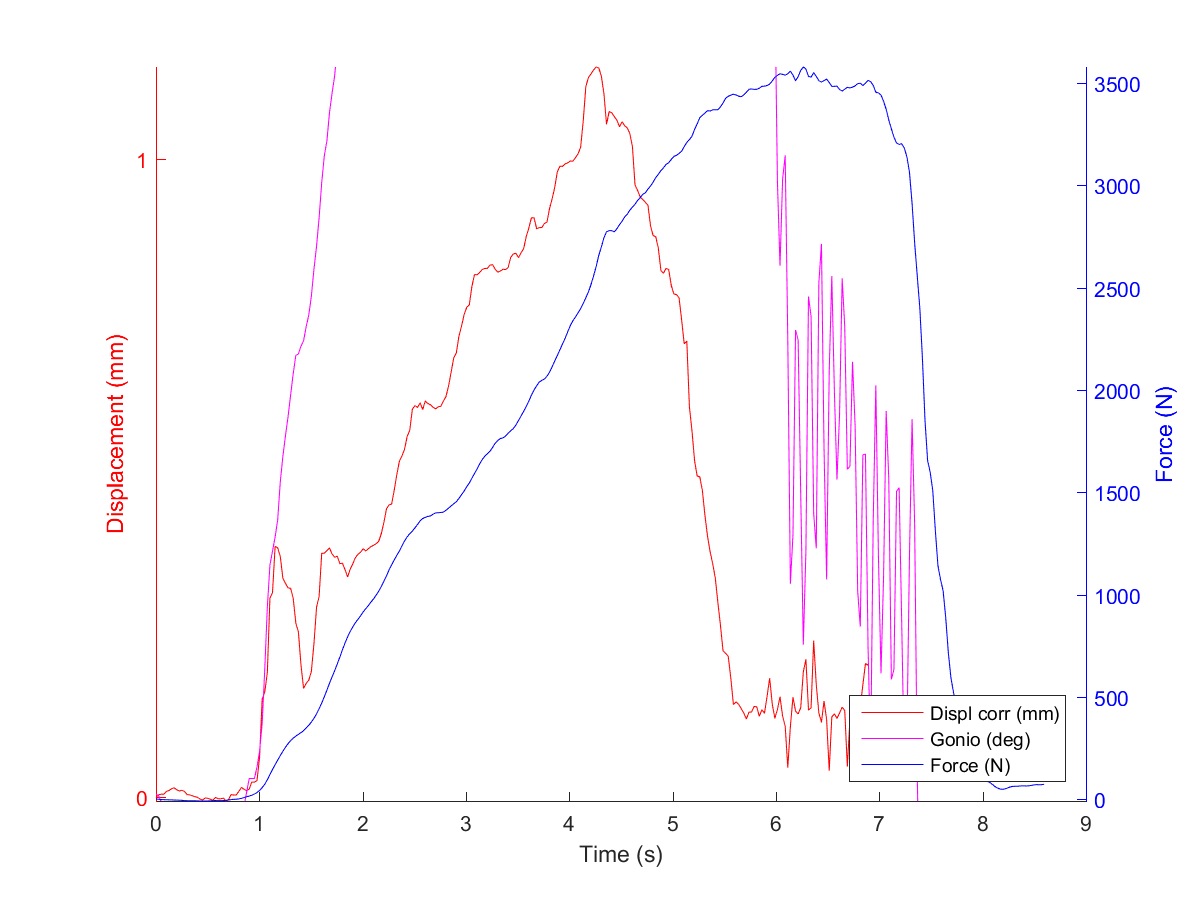 1
0
Displacement (mm)
3500
3000
2500
2000
1500
1000
500
0
Force (N)
Displ corr (mm)
Gonio (deg)
Force (N)
0 1 2 3 4 5 6 7 8 9
Time (s)